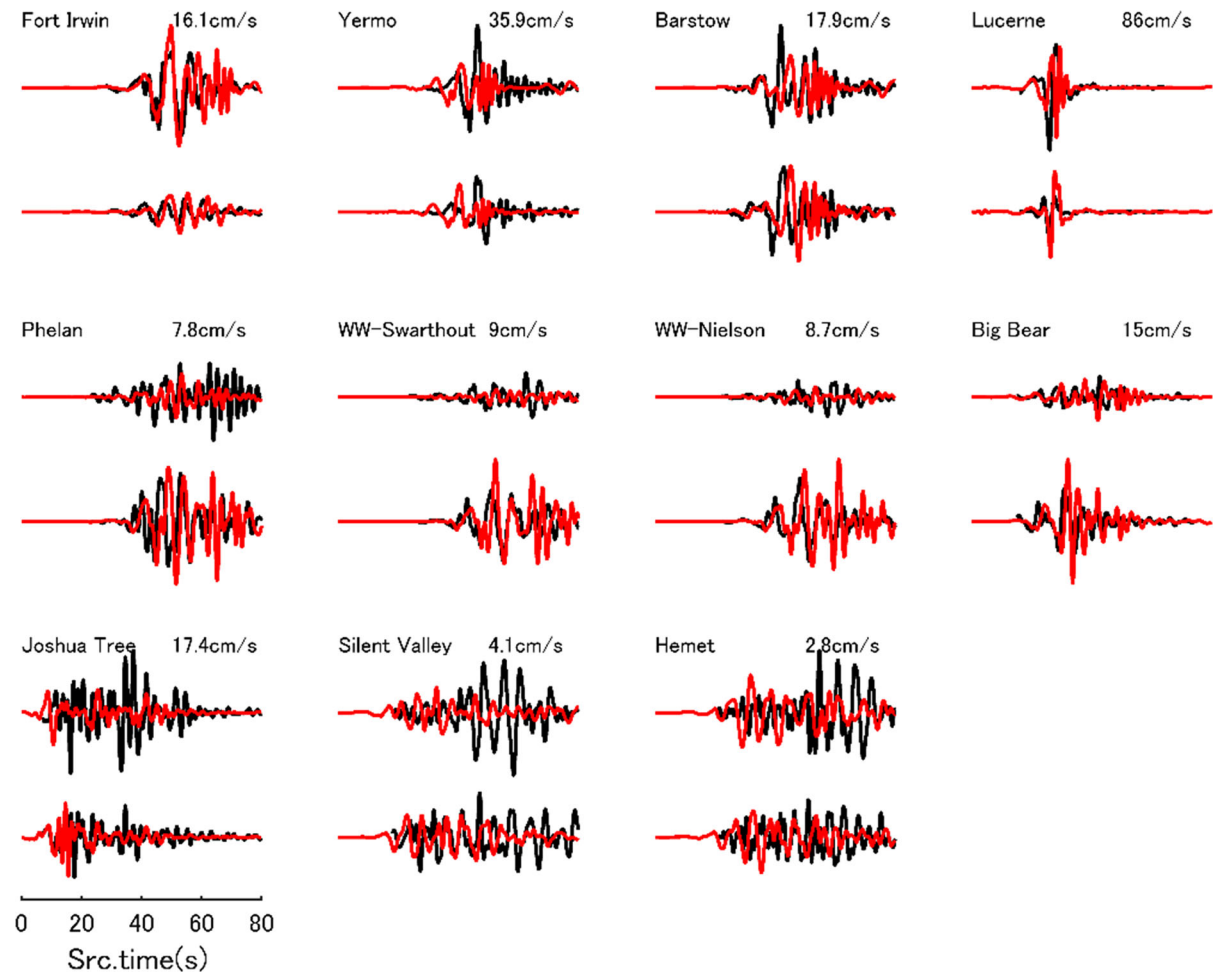 Fort Irwin 16.1cm/s Yermo 35.9cm/s Barstow 17.9cm/s Lucerne 86cm/s
Phelan 7.8cm/s WW-Swarthout 9cm/s WW-Nielson 8.7cm/s Big Bear 15cm/s
Joshua Tree 17.4cm/s Silent Valley 4.1cm/s Hemet 2.8cm/s
0 20 40 60 80
Src.time(s)